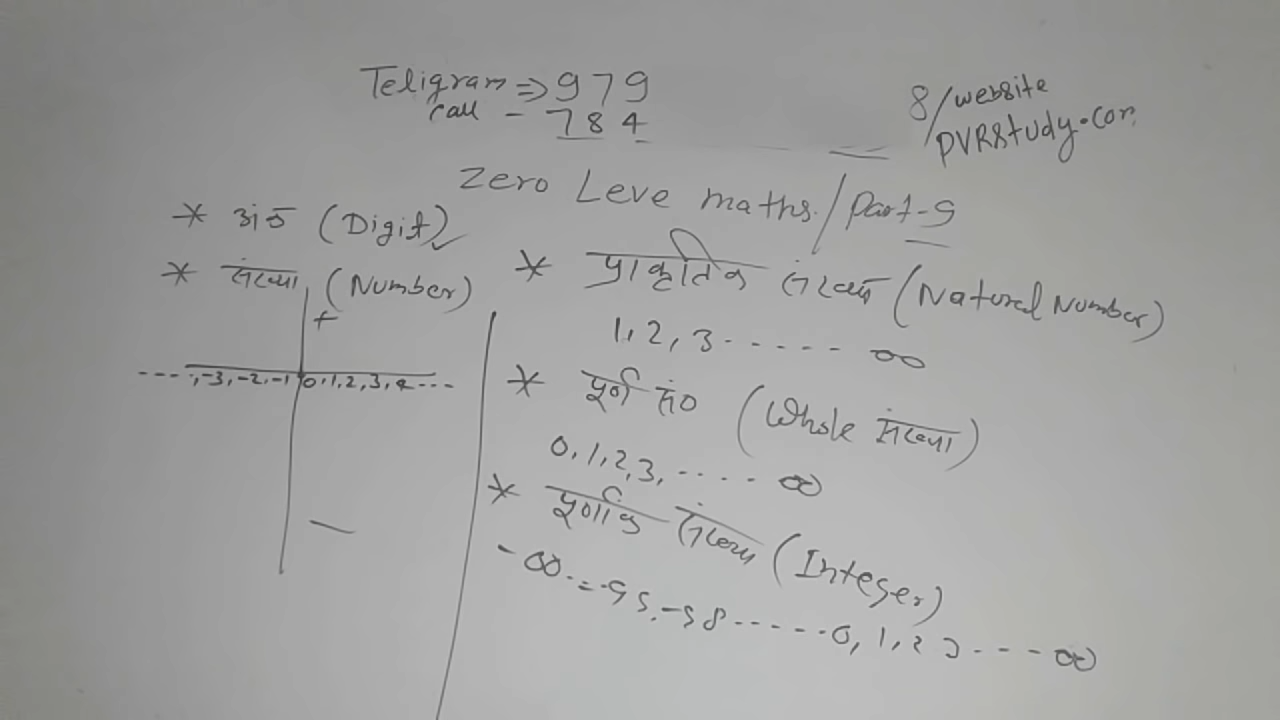 Teligram => 979
call - 784
8/website
PVRStudy.com
Zero Leve maths./Part-9
* अंक (Digit)
* संख्या (Number)
+
----,-3,-2,-1 0,1,2,3,4---
* प्राकृतिक संख्या (Natural Number)
1,2,3------ ∞
* पूर्ण सं0 (Whole संख्या)
0,1,2,3,----- ∞
* पूर्णांक संख्या (Integer)
0, 1, 2 3---- ∞